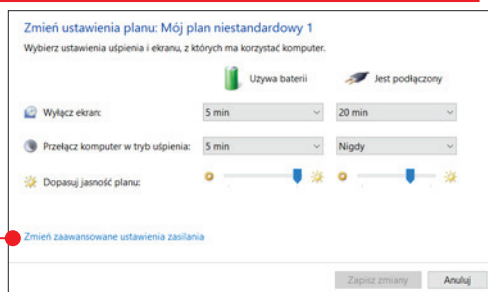 Zmień ustawienia planu: Mój plan niestandardowy 1
Wybierz ustawienia uśpienia i ekranu, z których ma korzystać komputer.
Używa baterii Jest podłączony
Wyłącz ekran: 5 min 20 min
Przełącz komputer w tryb uśpienia: 5 min Nigdy
Dopasuj jasność planu:
Zmień zaawansowane ustawienia zasilania
Zapisz zmiany Anuluj